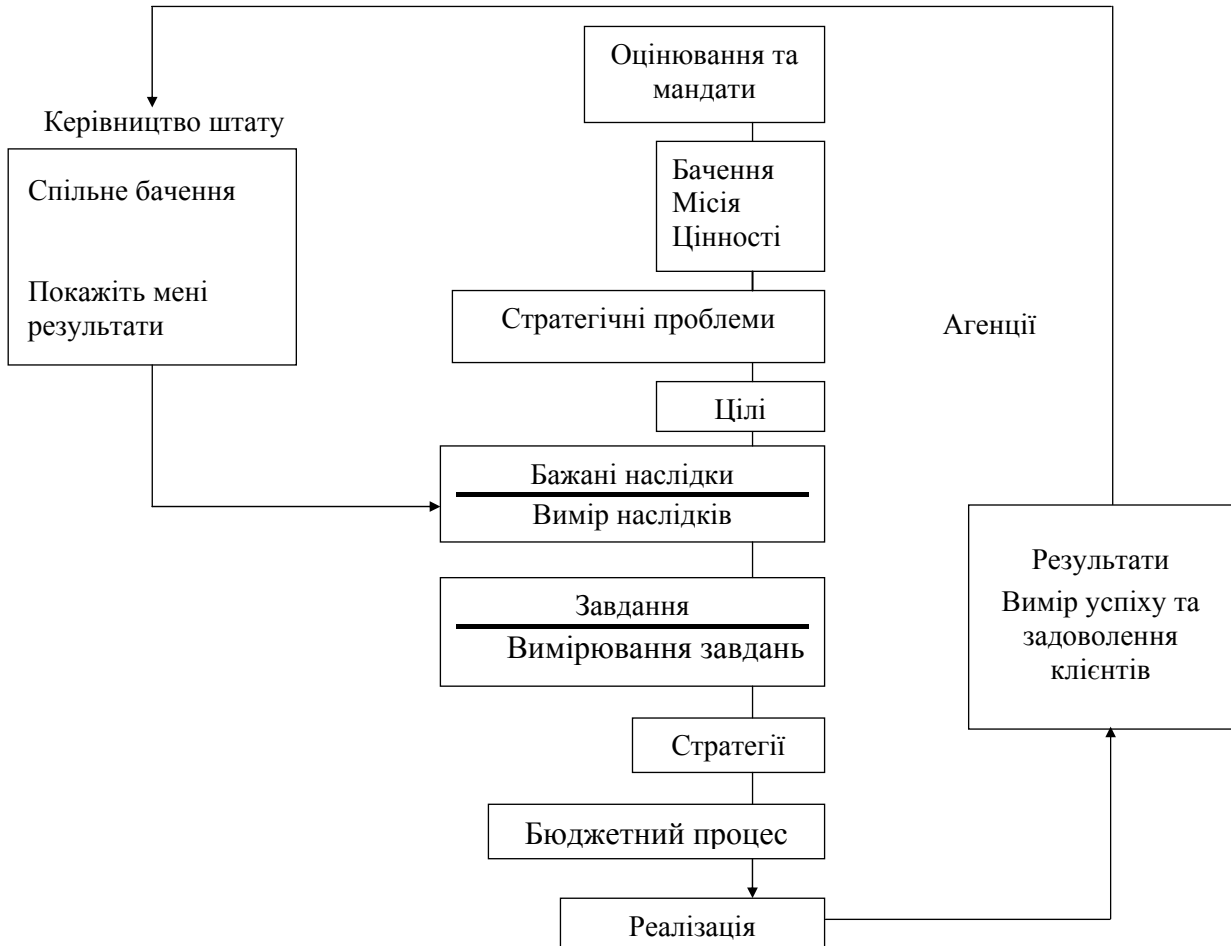 Оцінювання та
мандати
Керівництво штату
Спільне бачення
Покажіть мені
результати
Бачення
Місія
Цінності
Стратегічні проблеми
Агенції
Цілі
Бажані наслідки
Вимір наслідків
Завдання
Вимірювання завдань
Результати
Вимір успіху та
задоволення
клієнтів
Стратегії
Бюджетний процес
Реалізація